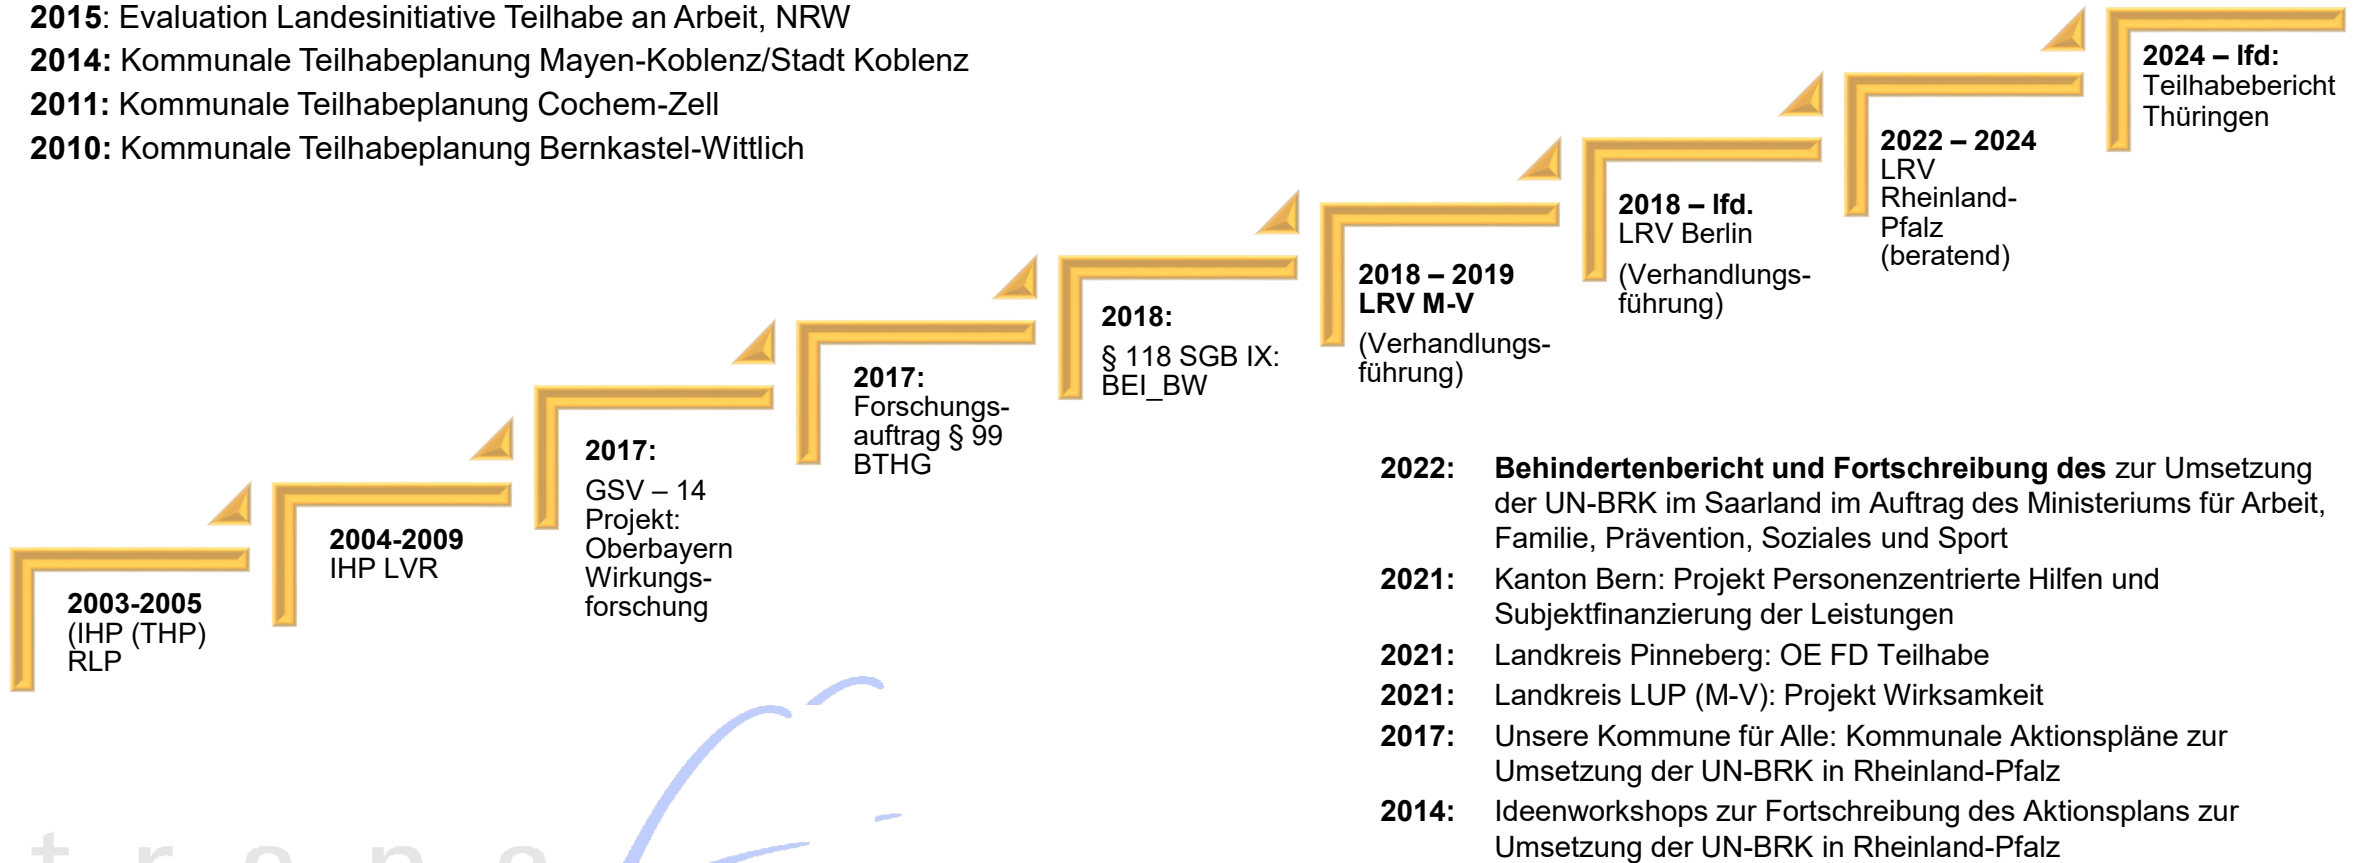 2015: Evaluation Landesinitiative Teilhabe an Arbeit, NRW
2014: Kommunale Teilhabeplanung Mayen-Koblenz/Stadt Koblenz
2011: Kommunale Teilhabeplanung Cochem-Zell
2010: Kommunale Teilhabeplanung Bernkastel-Wittlich
2003-2005
(IHP (THP)
RLP
2004-2009
IHP LVR
2017:
GSV – 14
Projekt:
Oberbayern
Wirkungs-
forschung
2017:
Forschungs-
auftrag § 99
BTHG
2018:
§ 118 SGB IX:
BEI_BW
2018 – 2019
LRV M-V
(Verhandlungs-
führung)
2018 – lfd.
LRV Berlin
(Verhandlungs-
führung)
2022 – 2024
LRV
Rheinland-
Pfalz
(beratend)
2024 – lfd:
Teilhabebericht
Thüringen
2022: Behindertenbericht und Fortschreibung des zur Umsetzung
der UN-BRK im Saarland im Auftrag des Ministeriums für Arbeit,
Familie, Prävention, Soziales und Sport
2021: Kanton Bern: Projekt Personenzentrierte Hilfen und
Subjektfinanzierung der Leistungen
2021: Landkreis Pinneberg: OE FD Teilhabe
2021: Landkreis LUP (M-V): Projekt Wirksamkeit
2017: Unsere Kommune für Alle: Kommunale Aktionspläne zur
Umsetzung der UN-BRK in Rheinland-Pfalz
2014: Ideenworkshops zur Fortschreibung des Aktionsplans zur
Umsetzung der UN-BRK in Rheinland-Pfalz